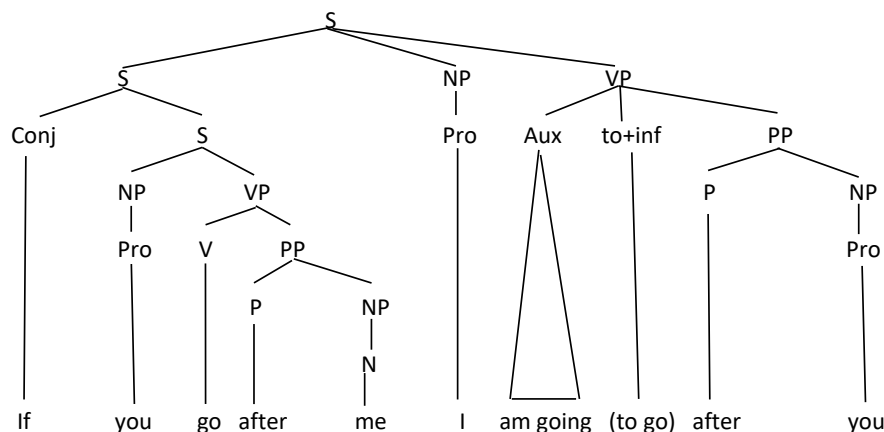 S
S NP VP
Conj S Pro Aux to+inf PP
NP VP P NP
Pro V PP Pro
P NP
N
If you go after me I am going (to go) after you